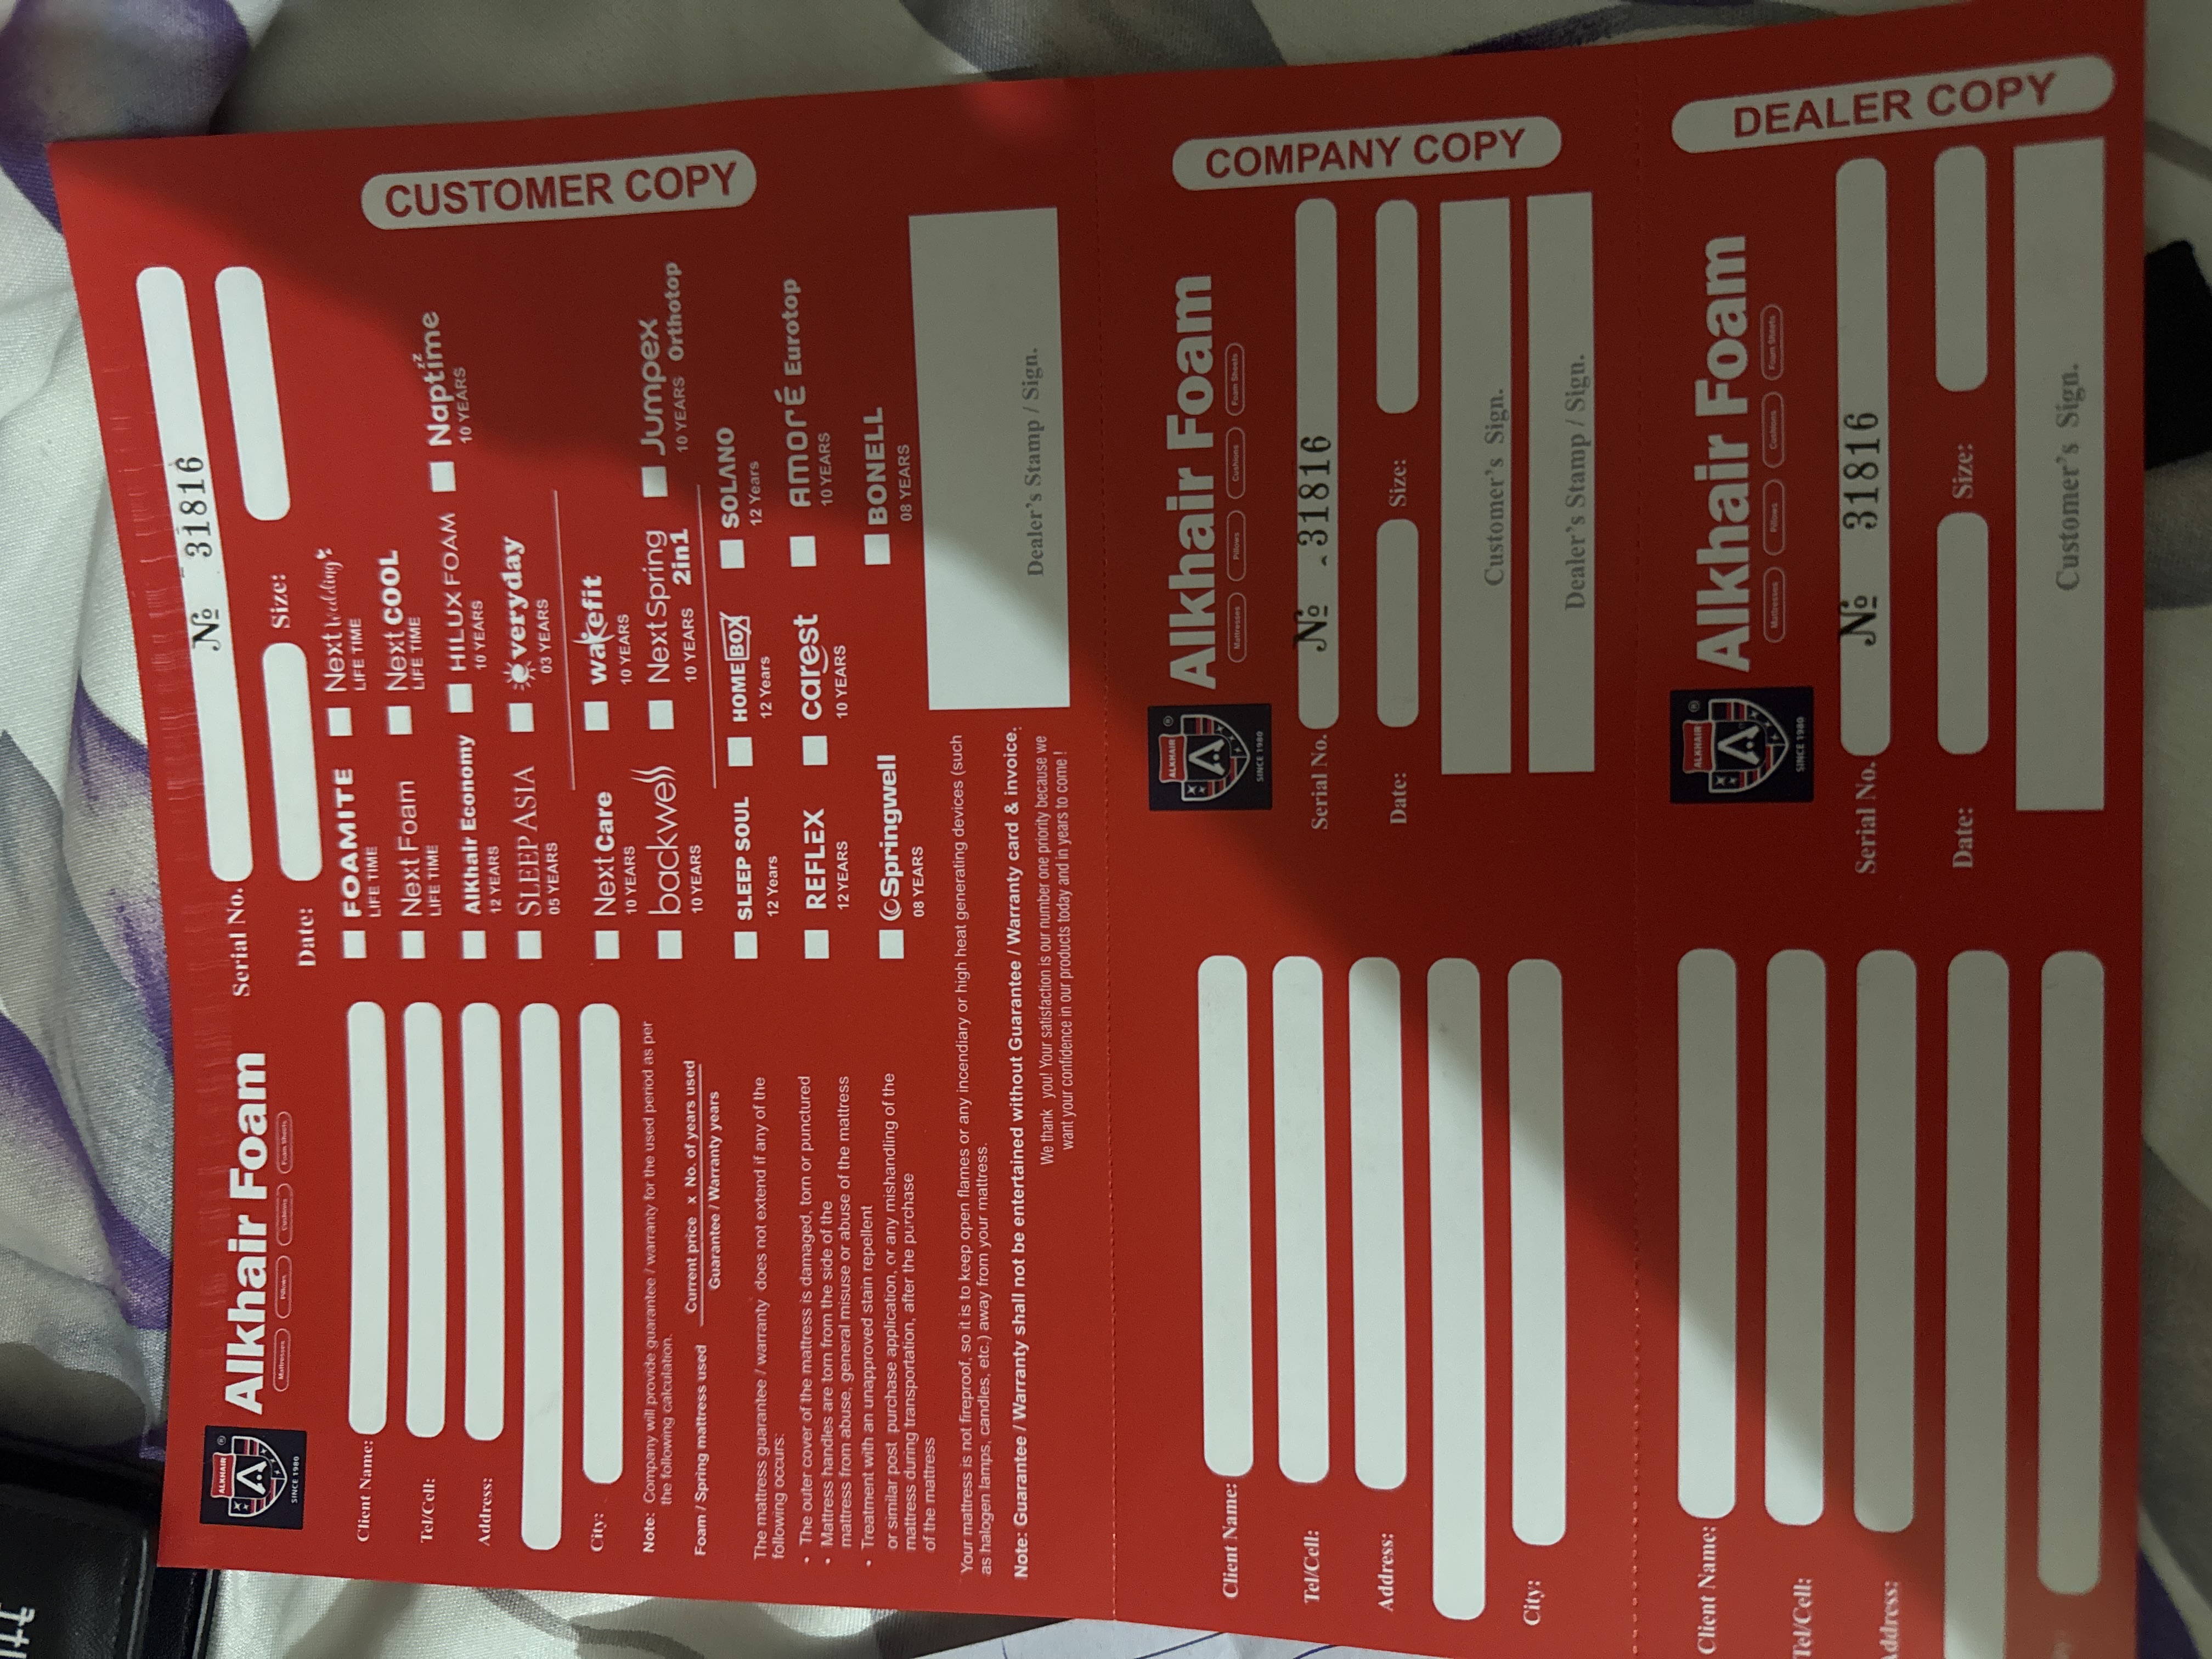 ALKHAIR ®
A
SINCE 1980
Alkhair Foam
Mattresses Pillows Cushions Foam Sheets
Serial No. № 31816
Date: Size:
CUSTOMER COPY
Client Name:
Tel/Cell:
Address:
City:
FOAMITE
LIFE TIME
Next Wedding
LIFE TIME
Next Foam
LIFE TIME
Next COOL
LIFE TIME
AlKhair Economy
12 YEARS
HILUX FOAM
10 YEARS
Naptimezz
10 YEARS
SLEEP ASIA
05 YEARS
everyday
03 YEARS
Next Care
10 YEARS
wakefit
10 YEARS
backwell
10 YEARS
Next Spring
10 YEARS 2in1
Jumpex
10 YEARS Orthotop
SLEEP SOUL
12 Years
HOME BOX
12 Years
SOLANO
12 Years
REFLEX
12 YEARS
carest
10 YEARS
AMORÉ Eurotop
10 YEARS
Springwell
08 YEARS
BONELL
08 YEARS
Note: Company will provide guarantee / warranty for the used period as per
the following calculation.
Foam / Spring mattress used Current price x No. of years used
Guarantee / Warranty years
The mattress guarantee / warranty does not extend if any of the
following occurs:
• The outer cover of the mattress is damaged, torn or punctured
• Mattress handles are torn from the side of the
mattress from abuse, general misuse or abuse of the mattress
• Treatment with an unapproved stain repellent
or similar post purchase application, or any mishandling of the
mattress during transportation, after the purchase
of the mattress
Your mattress is not fireproof, so it is to keep open flames or any incendiary or high heat generating devices (such
as halogen lamps, candles, etc.) away from your mattress.
Note: Guarantee / Warranty shall not be entertained without Guarantee / Warranty card & invoice.
We thank you! Your satisfaction is our number one priority because we
want your confidence in our products today and in years to come!
Dealer's Stamp / Sign.
ALKHAIR ®
A
SINCE 1980
Alkhair Foam
Mattresses Pillows Cushions Foam Sheets
COMPANY COPY
Client Name:
Tel/Cell:
Address:
City:
Serial No. № 31816
Date: Size:
Customer's Sign.
Dealer's Stamp / Sign.
ALKHAIR ®
A
SINCE 1980
Alkhair Foam
Mattresses Pillows Cushions Foam Sheets
DEALER COPY
Client Name:
Tel/Cell:
Address:
Serial No. № 31816
Date: Size:
Customer's Sign.